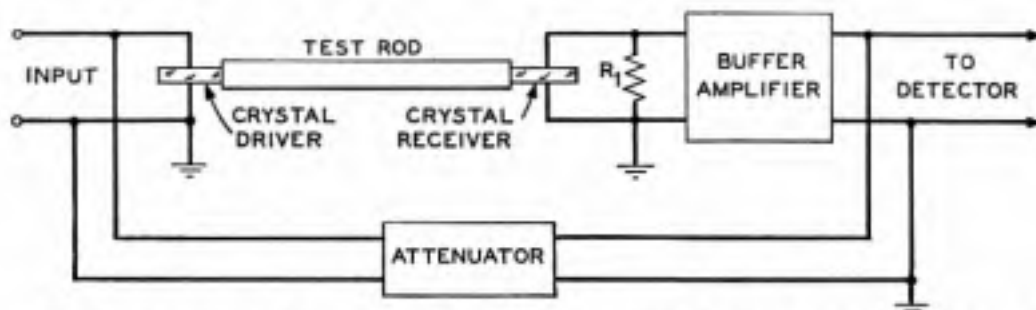 INPUT
TEST ROD
CRYSTAL
DRIVER
CRYSTAL
RECEIVER
R1
BUFFER
AMPLIFIER
TO
DETECTOR
ATTENUATOR